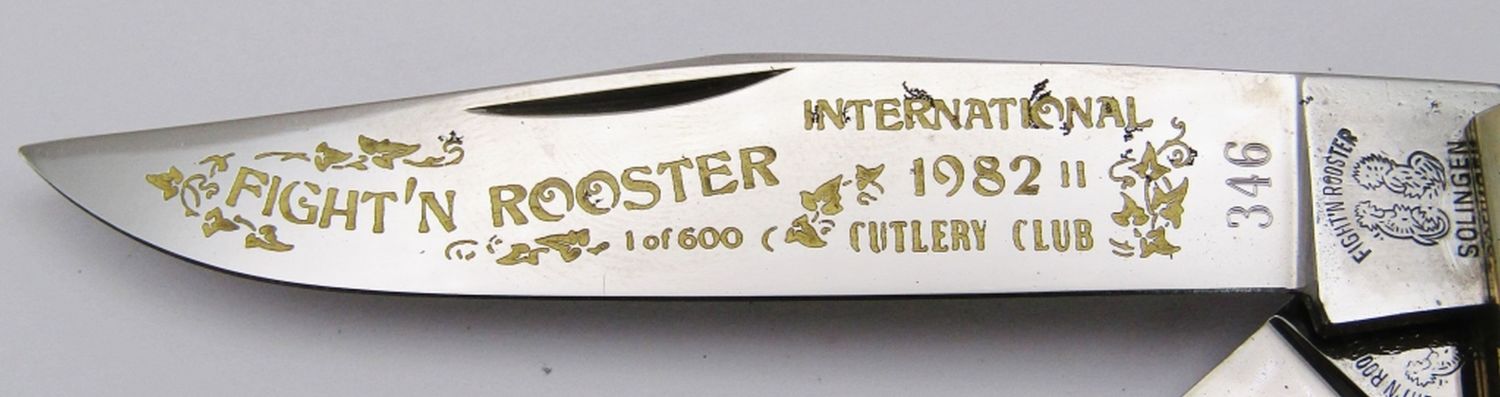 FIGHT'N ROOSTER
1 of 600
INTERNATIONAL
1982 II
CUTLERY CLUB
346
FIGHT'N ROOSTER
SOLINGEN